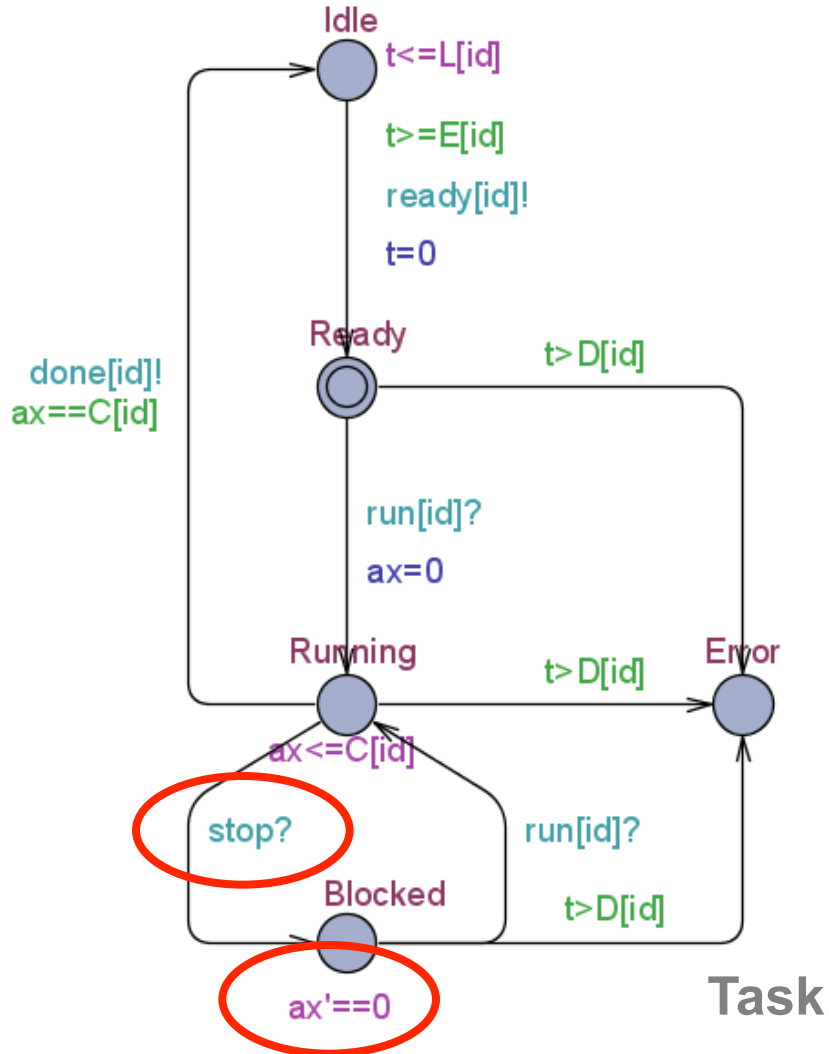 Idle
t<=L[id]
t>=E[id]
ready[id]!
t=0
Ready
t>D[id]
done[id]!
ax==C[id]
run[id]?
ax=0
Running
t>D[id]
Error
ax<=C[id]
stop?
run[id]?
Blocked
t>D[id]
ax'==0
Task